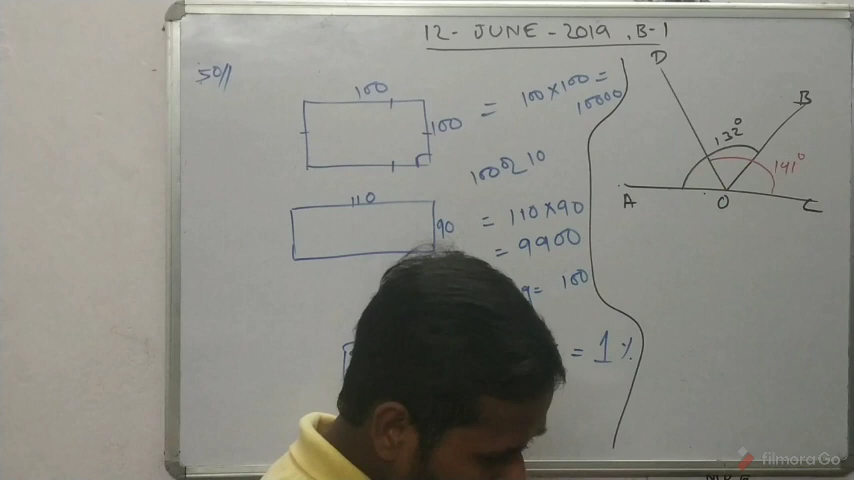 12 - JUNE - 2019 , B-1
50//
100
100
= 100×100 =
10000
110
90
= 110×90
= 9900
= 100
= 1 %
D
B
132°
141°
A
O
C
filmora Go